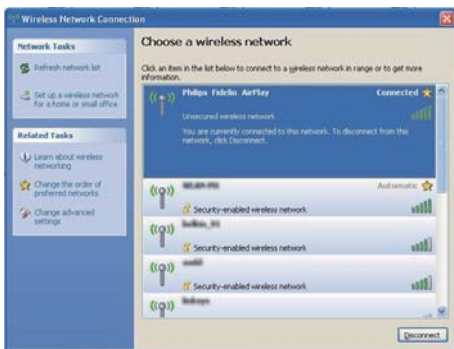 Wireless Network Connection
Network Tasks
Refresh network list
Set up a wireless network
for a home or small office
Related Tasks
Learn about wireless
networking
Change the order of
preferred networks
Change advanced
settings
Choose a wireless network
Click an item in the list below to connect to a wireless network in range or to get more
information.
Philips Fidelio AirPlay Connected
Unsecured wireless network
You are currently connected to this network. To disconnect from this
network, click Disconnect.
Automatic
Security-enabled wireless network
Security-enabled wireless network
Security-enabled wireless network
Disconnect